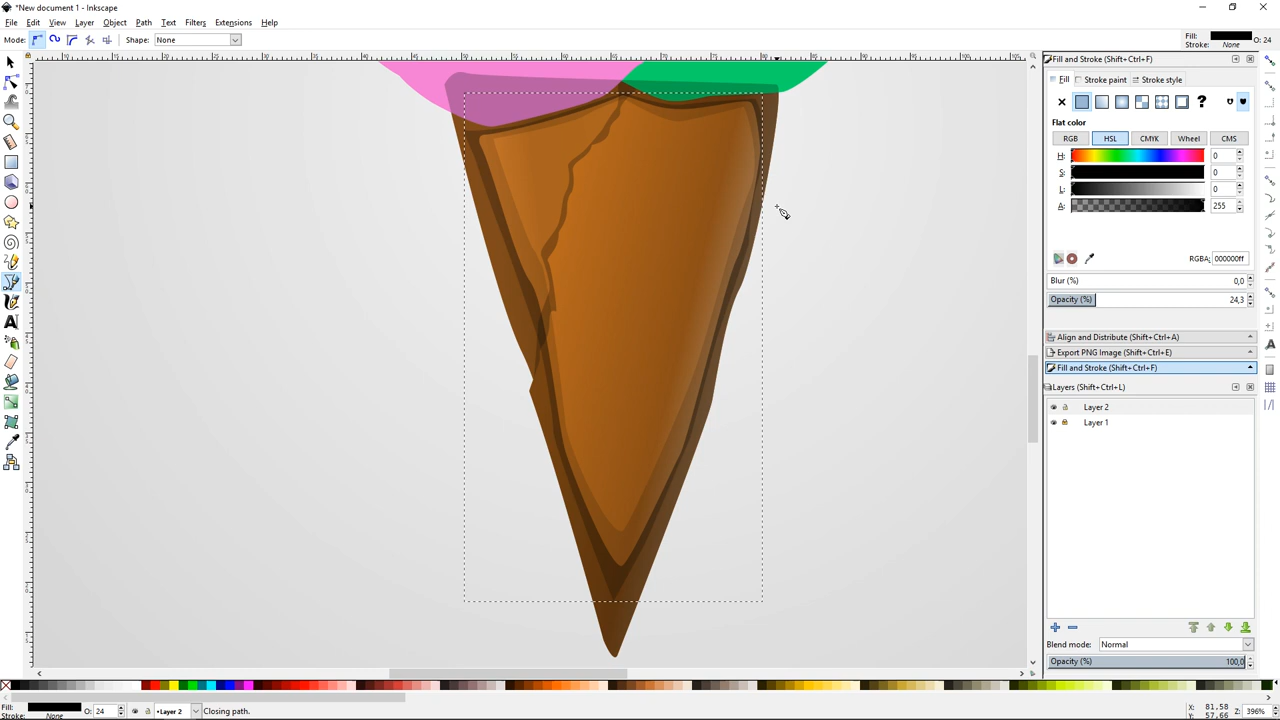 *New document 1 - Inkscape
File Edit View Layer Object Path Text Filters Extensions Help
Mode: Shape: None Fill: Stroke: None O: 24
Fill and Stroke (Shift+Ctrl+F)
Fill Stroke paint Stroke style
?
Flat color
RGB HSL CMYK Wheel CMS
H: 0
S: 0
L: 0
A: 255
RGBA: 000000ff
Blur (%) 0,0
Opacity (%) 24,3
Align and Distribute (Shift+Ctrl+A)
Export PNG Image (Shift+Ctrl+E)
Fill and Stroke (Shift+Ctrl+F)
Layers (Shift+Ctrl+L)
Layer 2
Layer 1
Blend mode: Normal
Opacity (%) 100,0
Fill: O: 24 •Layer 2 Closing path. X: 81,58 Z: 396%
Stroke: None Y: 57,66